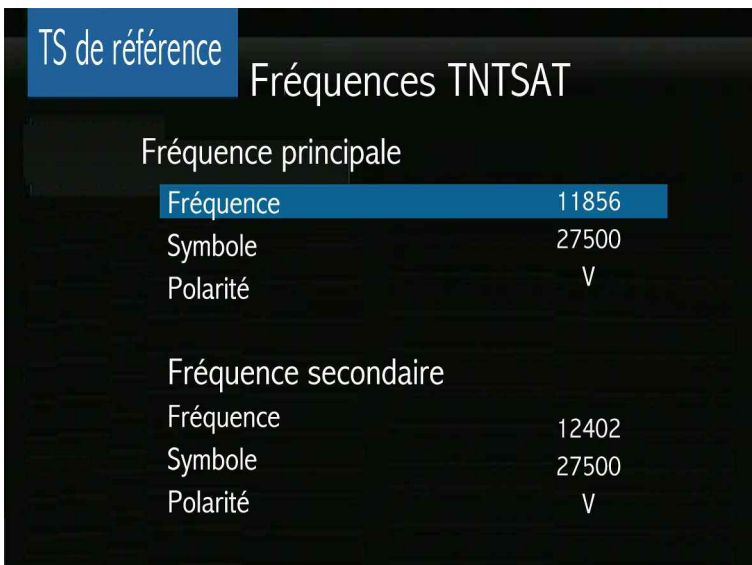 TS de référence
Fréquences TNTSAT
Fréquence principale
Fréquence 11856
Symbole 27500
Polarité V
Fréquence secondaire
Fréquence 12402
Symbole 27500
Polarité V